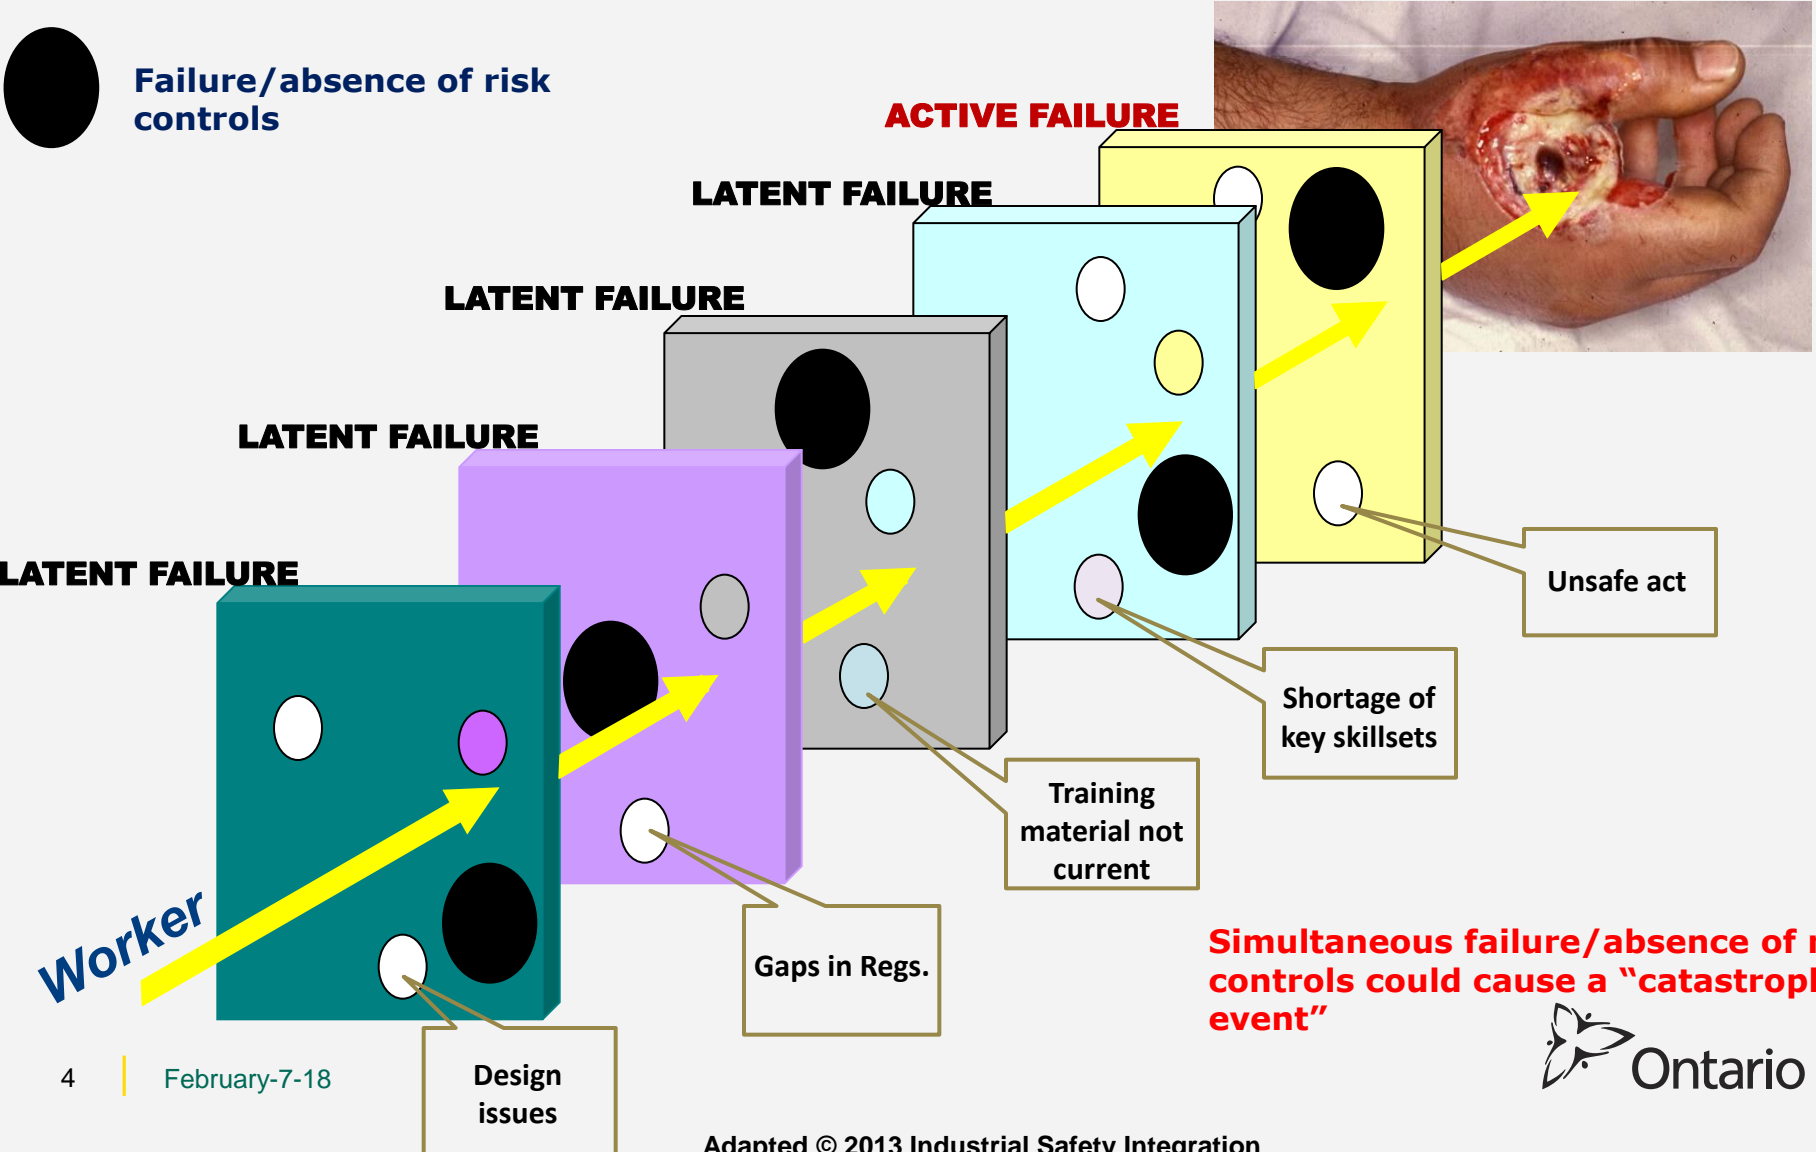 Failure/absence of risk
controls
ACTIVE FAILURE
LATENT FAILURE
LATENT FAILURE
LATENT FAILURE
LATENT FAILURE
Worker
Unsafe act
Shortage of
key skillsets
Training
material not
current
Gaps in Regs.
Design
issues
Simultaneous failure/absence of
controls could cause a “
event”
Ontario
4
February-7-18
Adapted © 2013 Industrial Safety Integration